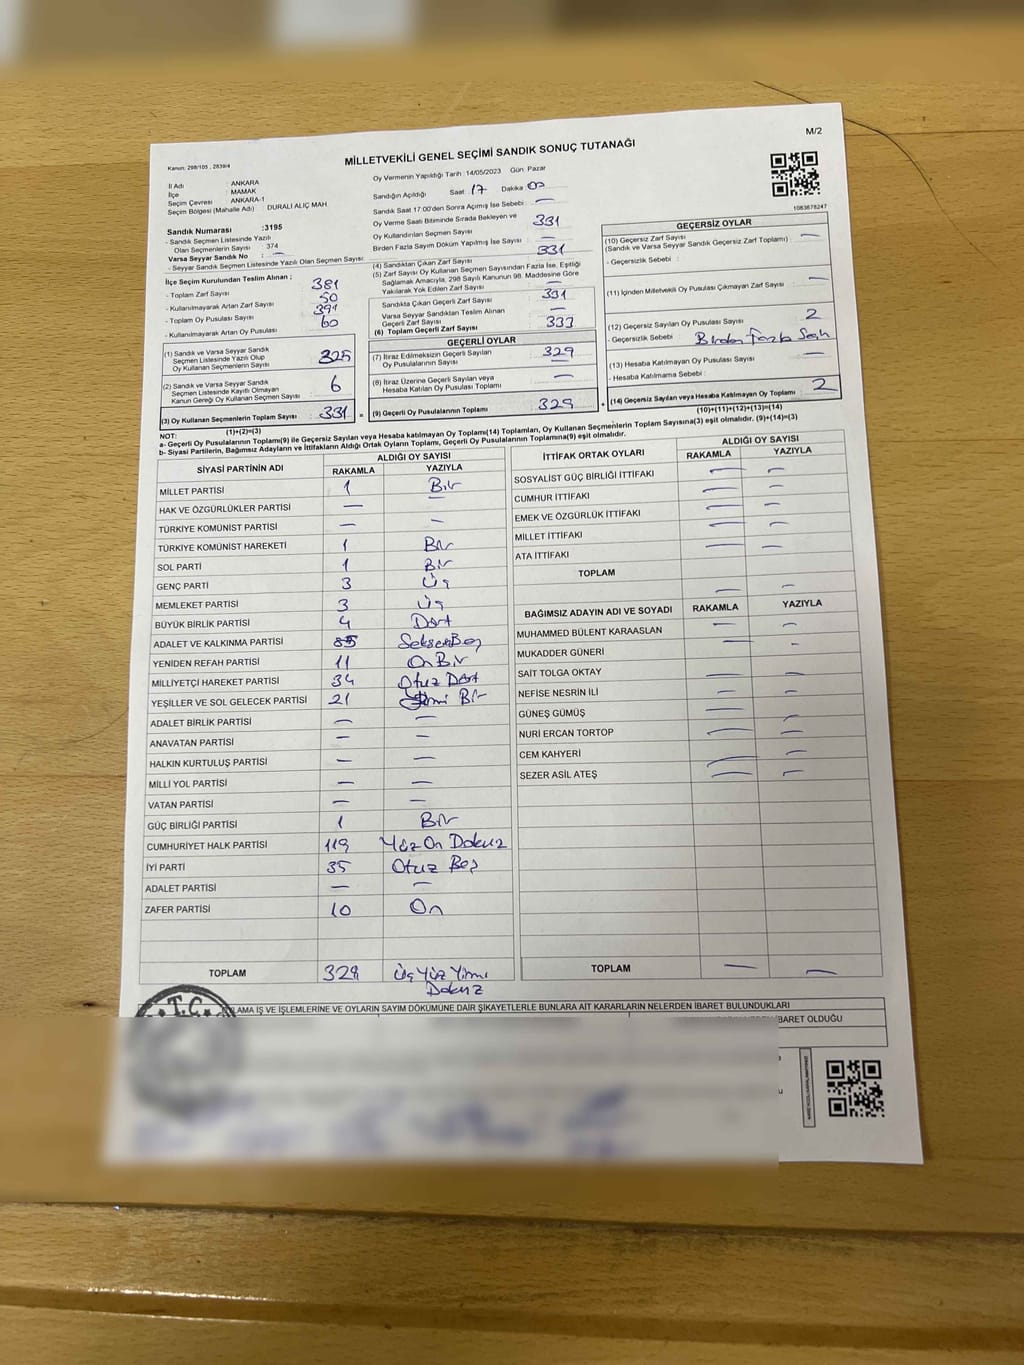 M/2
Kanun: 298/105 , 2839/4
MİLLETVEKİLİ GENEL SEÇİMİ SANDIK SONUÇ TUTANAĞI
İl Adı : ANKARA
İlçe : MAMAK
Seçim Çevresi : ANKARA-1
Seçim Bölgesi (Mahalle Adı) : DURALİ ALIÇ MAH
Sandık Numarası :3195
- Sandık Seçmen Listesinde Yazılı
Olan Seçmenlerin Sayısı : 374
Varsa Seyyar Sandık No : —
- Seyyar Sandık Seçmen Listesinde Yazılı Olan Seçmen Sayısı
İlçe Seçim Kurulundan Teslim Alınan ;
- Toplam Zarf Sayısı 381
- Kullanılmayarak Artan Zarf Sayısı 50
- Toplam Oy Pusulası Sayısı 391
- Kullanılmayarak Artan Oy Pusulası 60
(1) Sandık ve Varsa Seyyar Sandık
Seçmen Listesinde Yazılı Olup
Oy Kullanan Seçmenlerin Sayısı 325
(2) Sandık ve Varsa Seyyar Sandık
Seçmen Listesinde Kayıtlı Olmayan
Kanun Gereği Oy Kullanan Seçmen Sayısı 6
(3) Oy Kullanan Seçmenlerin Toplam Sayısı 331
(1)+(2)=(3)
Oy Vermenin Yapıldığı Tarih :14/05/2023 Gün: Pazar
Sandığın Açıldığı Saat 17 Dakika 00
Sandık Saat 17:00'den Sonra Açılmış İse Sebebi : —
Oy Verme Saati Bitiminde Sırada Bekleyen ve
Oy Kullandırılan Seçmen Sayısı
331
Birden Fazla Sayım Döküm Yapılmış İse Sayısı —
(4) Sandıktan Çıkan Zarf Sayısı 331
(5) Zarf Sayısı Oy Kullanan Seçmen Sayısından Fazla İse, Eşitliği
Sağlamak Amacıyla, 298 Sayılı Kanunun 98. Maddesine Göre
Yakılarak Yok Edilen Zarf Sayısı —
Sandıkta Çıkan Geçerli Zarf Sayısı 331
Varsa Seyyar Sandıktan Teslim Alınan
Geçerli Zarf Sayısı —
(6) Toplam Geçerli Zarf Sayısı 333
GEÇERLİ OYLAR
(7) İtiraz Edilmeksizin Geçerli Sayılan
Oy Pusulalarının Sayısı 329
(8) İtiraz Üzerine Geçerli Sayılan veya
Hesaba Katılan Oy Pusulası Toplamı —
(9) Geçerli Oy Pusulalarının Toplamı 329
1083678247
GEÇERSİZ OYLAR
(10) Geçersiz Zarf Sayısı —
(Sandık ve Varsa Seyyar Sandık Geçersiz Zarf Toplamı)
- Geçersizlik Sebebi :
(11) İçinden Milletvekili Oy Pusulası Çıkmayan Zarf Sayısı —
(12) Geçersiz Sayılan Oy Pusulası Sayısı 2
- Geçersizlik Sebebi : Birden Fazla
(13) Hesaba Katılmayan Oy Pusulası Sayısı —
- Hesaba Katılmama Sebebi :
(14) Geçersiz Sayılan veya Hesaba Katılmayan Oy Toplamı : 2
(10)+(11)+(12)+(13)=(14)
NOT:
a- Geçerli Oy Pusulalarının Toplamı(9) ile Geçersiz Sayılan veya Hesaba katılmayan Oy Toplamı(14) Toplamları, Oy Kullanan Seçmenlerin Toplam Sayısına(3) eşit olmalıdır. (9)+(14)=(3)
b- Siyasi Partilerin, Bağımsız Adayların ve İttifakların Aldığı Ortak Oyların Toplamı, Geçerli Oy Pusulalarının Toplamına(9) eşit olmalıdır.
SİYASİ PARTİNİN ADI ALDIĞI OY SAYISI
RAKAMLA YAZIYLA
MİLLET PARTİSİ 1 Bir
HAK VE ÖZGÜRLÜKLER PARTİSİ — —
TÜRKİYE KOMÜNİST PARTİSİ — —
TÜRKİYE KOMÜNİST HAREKETİ 1 Bir
SOL PARTİ 1 Bir
GENÇ PARTİ 3 Üç
MEMLEKET PARTİSİ 3 Üç
BÜYÜK BİRLİK PARTİSİ 4 Dört
ADALET VE KALKINMA PARTİSİ 85 Seksen Beş
YENİDEN REFAH PARTİSİ 11 On Bir
MİLLİYETÇİ HAREKET PARTİSİ 34 Otuz Dört
YEŞİLLER VE SOL GELECEK PARTİSİ 21 Yirmi Bir
ADALET BİRLİK PARTİSİ — —
ANAVATAN PARTİSİ — —
HALKIN KURTULUŞ PARTİSİ — —
MİLLİ YOL PARTİSİ — —
VATAN PARTİSİ — —
GÜÇ BİRLİĞİ PARTİSİ 1 Bir
CUMHURİYET HALK PARTİSİ 119 Yüz On Dokuz
İYİ PARTİ 35 Otuz Beş
ADALET PARTİSİ — —
ZAFER PARTİSİ 10 On
TOPLAM 329 Üç Yüz Yirmi
Dokuz
İTTİFAK ORTAK OYLARI ALDIĞI OY SAYISI
RAKAMLA YAZIYLA
SOSYALİST GÜÇ BİRLİĞİ İTTİFAKI — —
CUMHUR İTTİFAKI — —
EMEK VE ÖZGÜRLÜK İTTİFAKI — —
MİLLET İTTİFAKI — —
ATA İTTİFAKI — —
TOPLAM — —
BAĞIMSIZ ADAYIN ADI VE SOYADI RAKAMLA YAZIYLA
MUHAMMED BÜLENT KARAASLAN — —
MUKADDER GÜNERİ — —
SAİT TOLGA OKTAY — —
NEFİSE NESRİN İLİ — —
GÜNEŞ GÜMÜŞ — —
NURİ ERCAN TORTOP — —
CEM KAHYERİ — —
SEZER ASİL ATEŞ — —
TOPLAM — —
T.C.
LAMA İŞ VE İŞLEMLERİNE VE OYLARIN SAYIM DÖKÜMÜNE DAİR ŞİKAYETLERLE BUNLARA AİT KARARLARIN NELERDEN İBARET BULUNDUKLARI
İBARET OLDUĞU